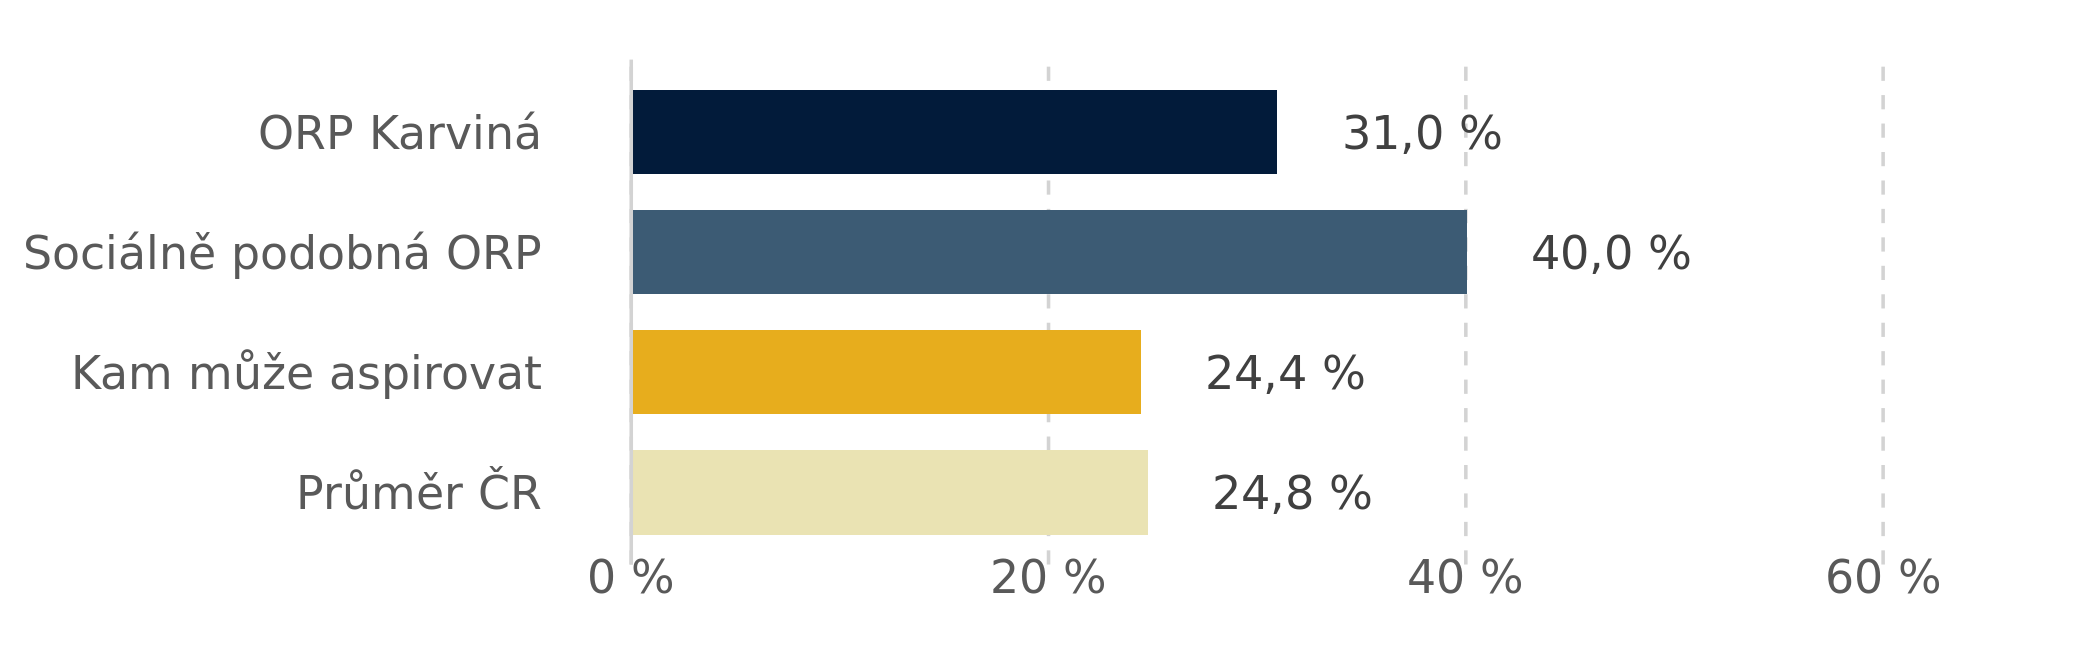 ORP Karviná 31,0 %
Sociálně podobná ORP 40,0 %
Kam může aspirovat 24,4 %
Průměr ČR 24,8 %
0 % 20 % 40 % 60 %